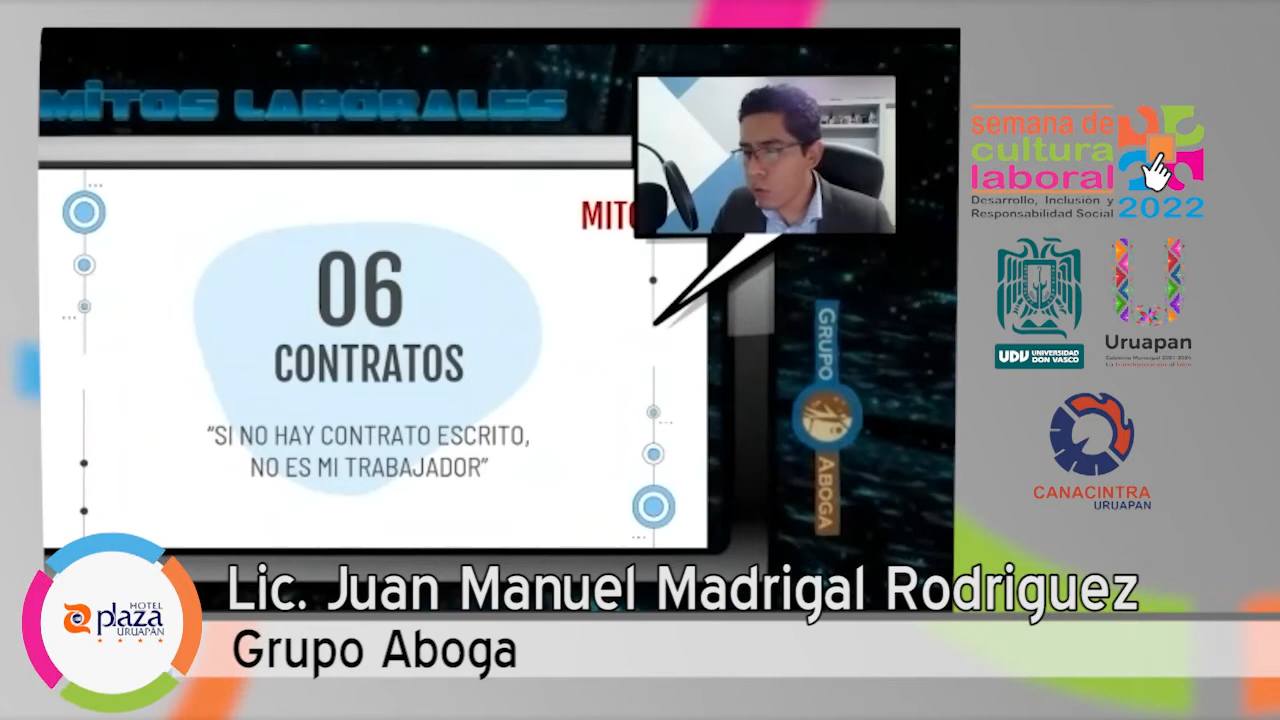 MITOS LABORALES
MITO
06
CONTRATOS
“SI NO HAY CONTRATO ESCRITO,
NO ES MI TRABAJADOR”
GRUPO
ABOGA
semana de
cultura
laboral
Desarrollo, Inclusión y
Responsabilidad Social
2022
UDV UNIVERSIDAD
DON VASCO
Uruapan
CANACINTRA
URUAPAN
HOTEL
plaza
URUAPAN
Lic. Juan Manuel Madrigal Rodriguez
Grupo Aboga